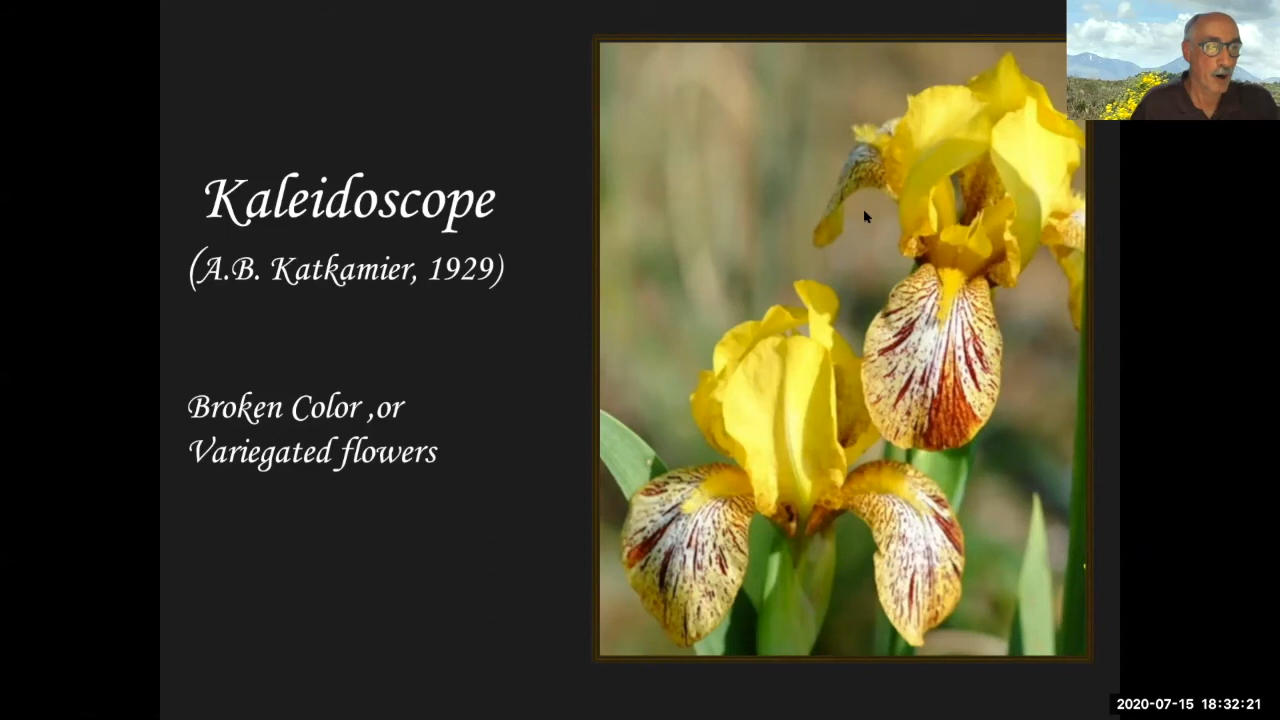 Kaleidoscope
(A.B. Katkamier, 1929)
Broken Color ,or
Variegated flowers
2020-07-15 18:32:21